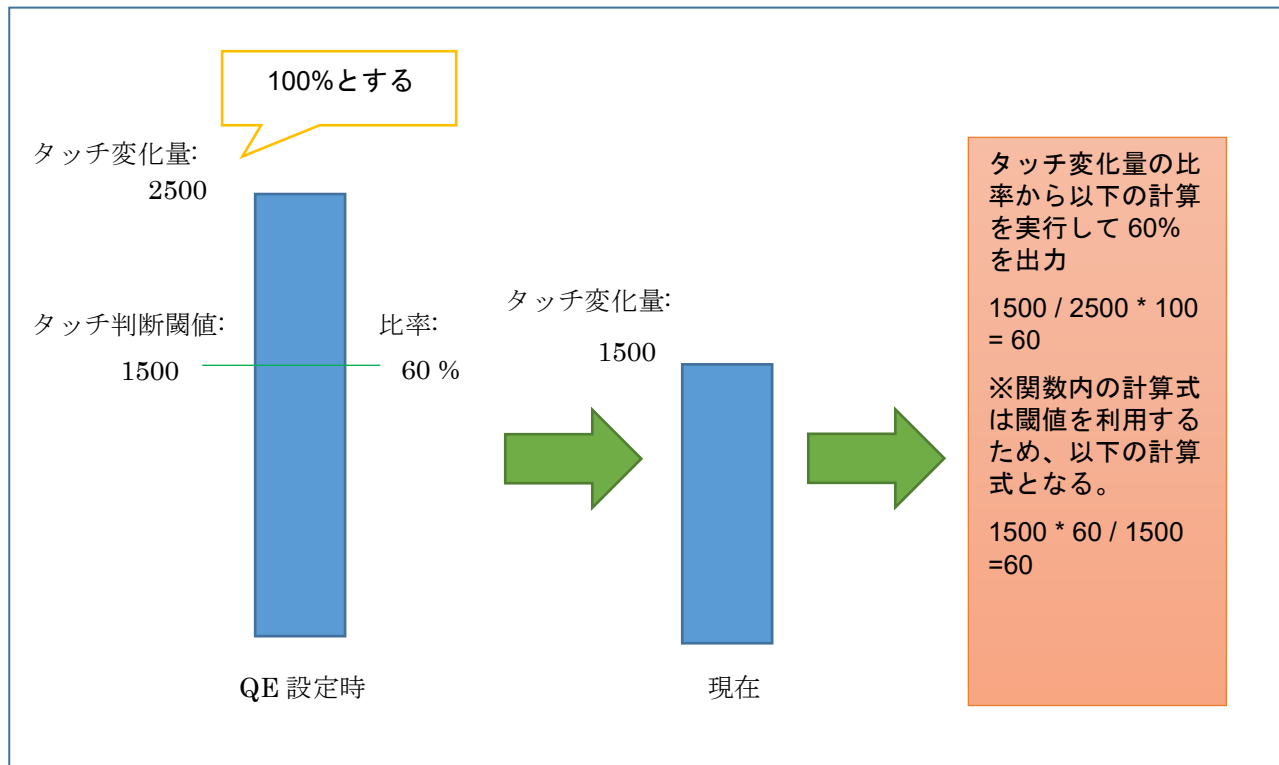 100%とする
タッチ変化量:
2500
タッチ判断閾値:
1500
比率:
60 %
QE 設定時
タッチ変化量:
1500
現在
タッチ変化量の比
率から以下の計算
を実行して 60%
を出力
1500 / 2500 * 100
= 60
※関数内の計算式
は閾値を利用する
ため、以下の計算
式となる。
1500 * 60 / 1500
=60